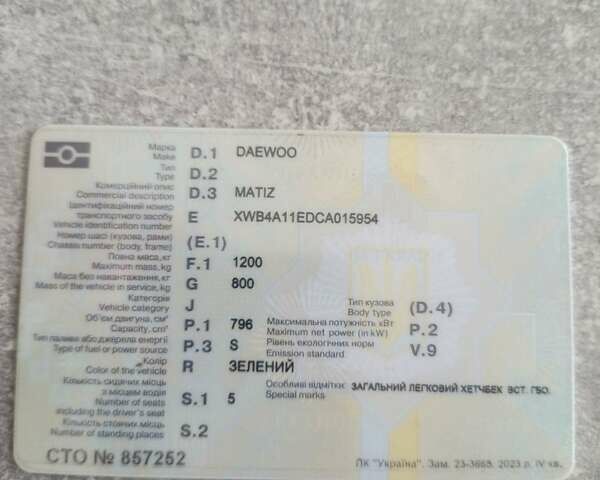 Марка
Make D.1 DAEWOO
Тип
Type D.2
Комерційний опис
Commercial description D.3 MATIZ
Ідентифікаційний номер
транспортного засобу
Vehicle identification number E XWB4A11EDCA015954
Номер шасі (кузова, рами)
Chassis number (body, frame) (E.1)
Повна маса, кг
Maximum mass, kg F.1 1200
Маса без навантаження, кг
Mass of the vehicle in service, kg G 800
Категорія
Vehicle category J
Тип кузова
Body type (D.4)
Об'єм двигуна, см³
Capacity, cm³ P.1 796
Максимальна потужність кВт
Maximum net power (in kW) P.2
Тип палива або джерела енергії
Type of fuel or power source P.3 S
Рівень екологічних норм
Emission standard V.9
Колір
Color of the vehicle R ЗЕЛЕНИЙ
Кількість сидячих місць
з місцем водія
Number of seats
including the driver's seat S.1 5
Особливі відмітки: ЗАГАЛЬНИЙ ЛЕГКОВИЙ ХЕТЧБЕК ВСТ. ГБО.
Special marks
Кількість стоячих місць
Number of standing places S.2
СТО № 857252
ПК "Україна". Зам. 23-3665. 2023 р. IV кв.